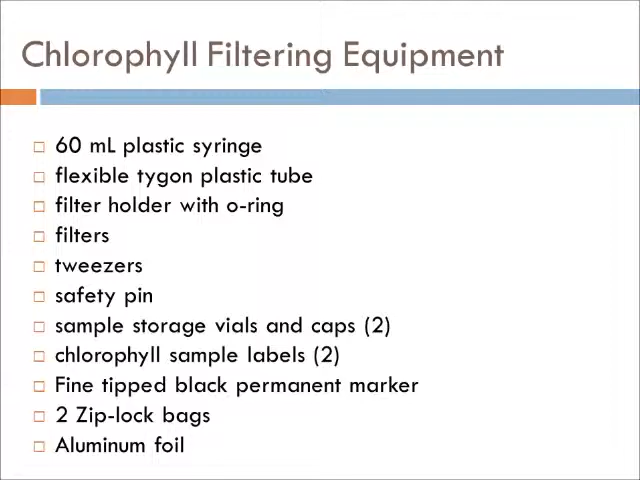 Chlorophyll Filtering Equipment
60 mL plastic syringe
flexible tygon plastic tube
filter holder with o-ring
filters
tweezers
safety pin
sample storage vials and caps (2)
chlorophyll sample labels (2)
Fine tipped black permanent marker
2 Zip-lock bags
Aluminum foil